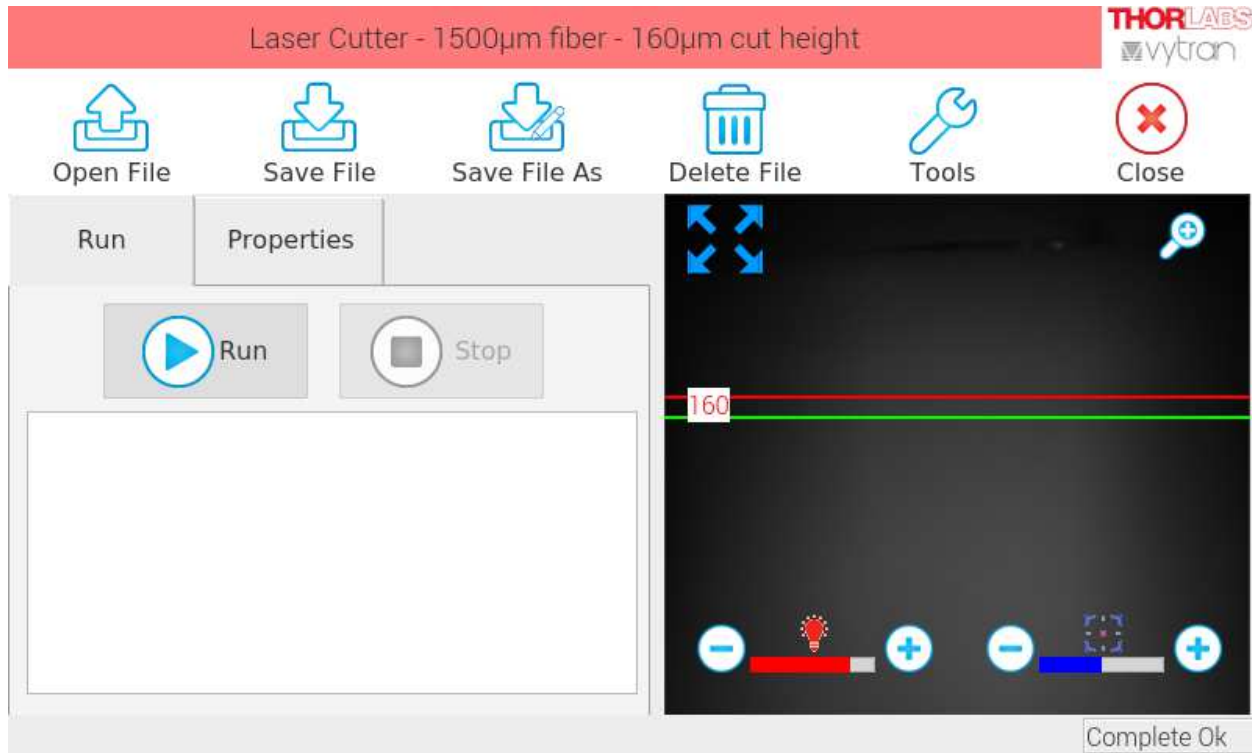 Laser Cutter - 1500µm fiber - 160µm cut height
THORLABS
vytran
Open File
Save File
Save File As
Delete File
Tools
Close
Run
Properties
Run
Stop
160
Complete Ok